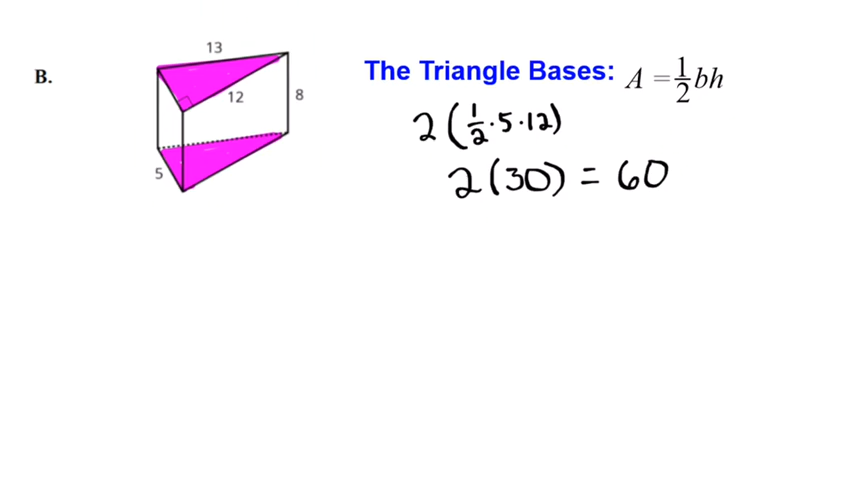 B.
13
12
8
5
The Triangle Bases: A = 1/2 bh
2 ( 1/2 · 5 · 12 )
2 ( 30 ) = 60